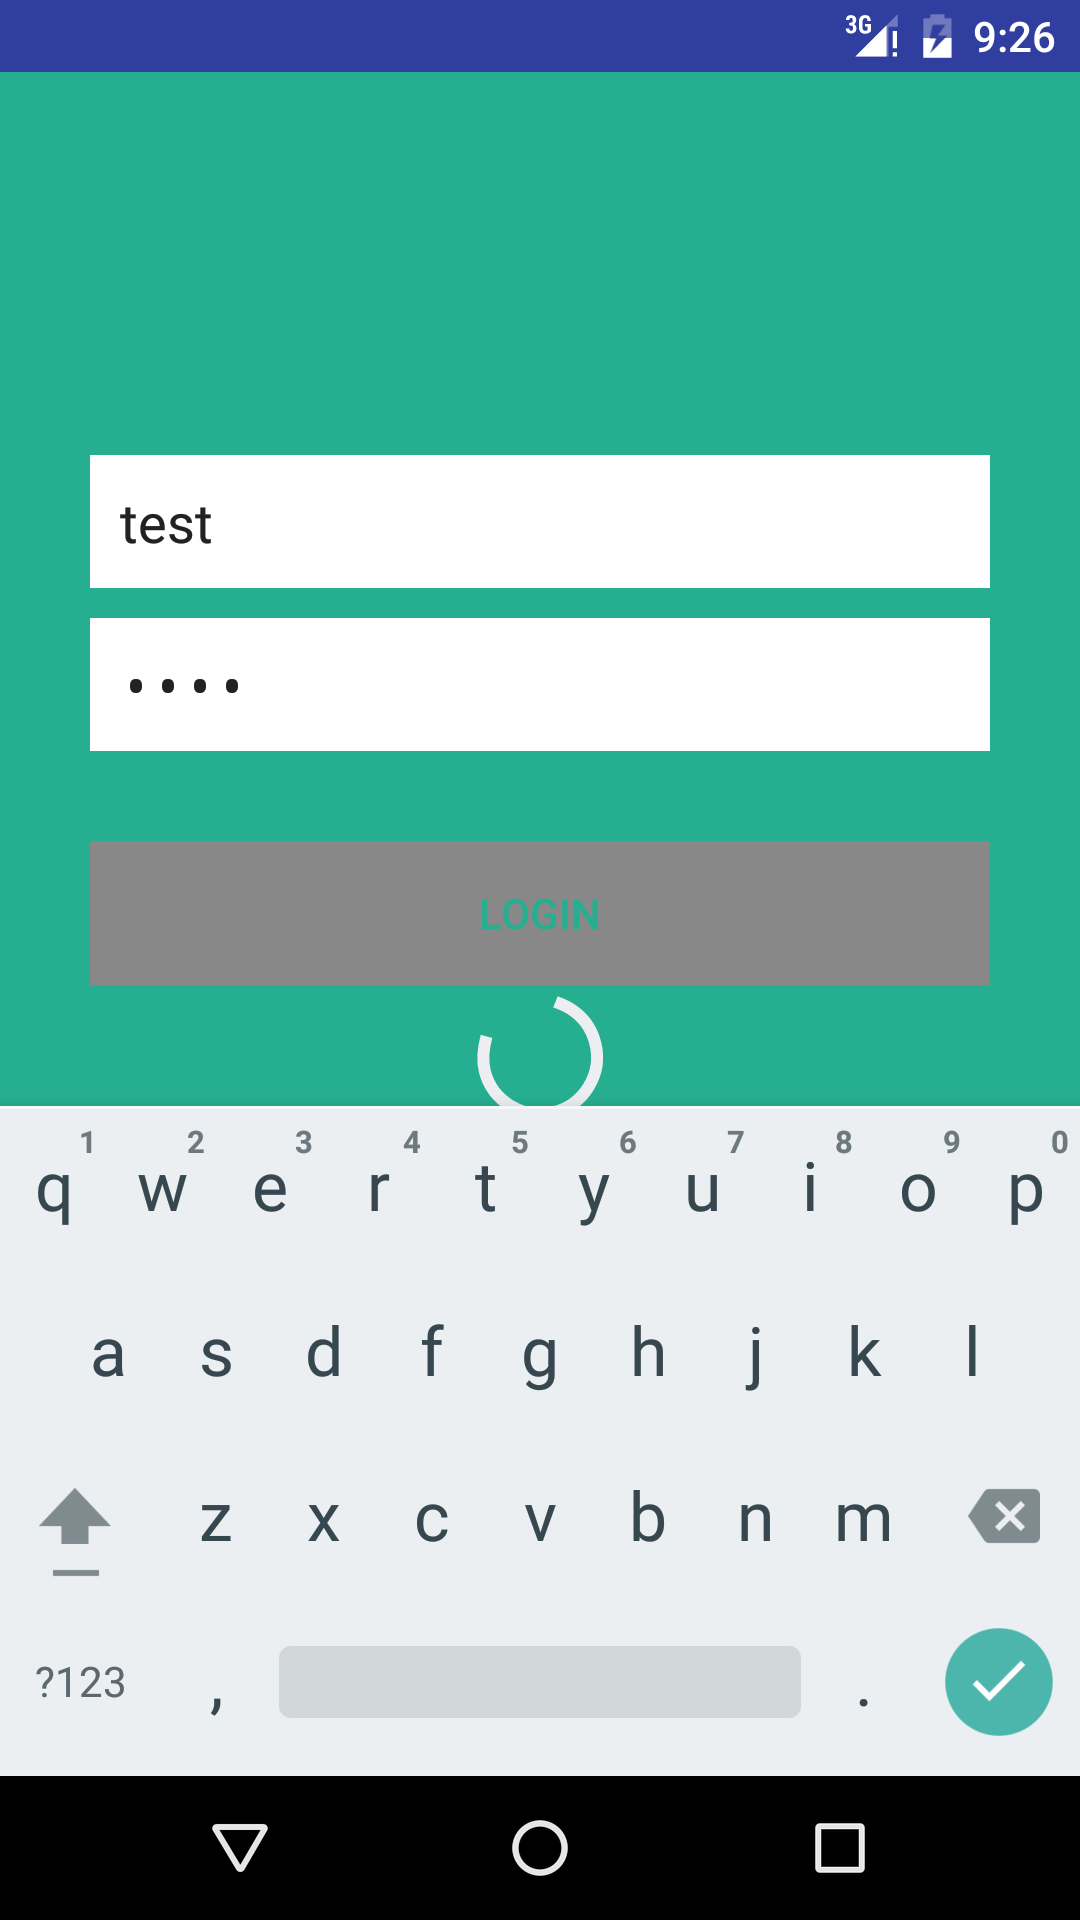 3G 9:26
test
••••
LOGIN
1 2 3 4 5 6 7 8 9 0
q w e r t y u i o p
a s d f g h j k l
z x c v b n m
?123 , .